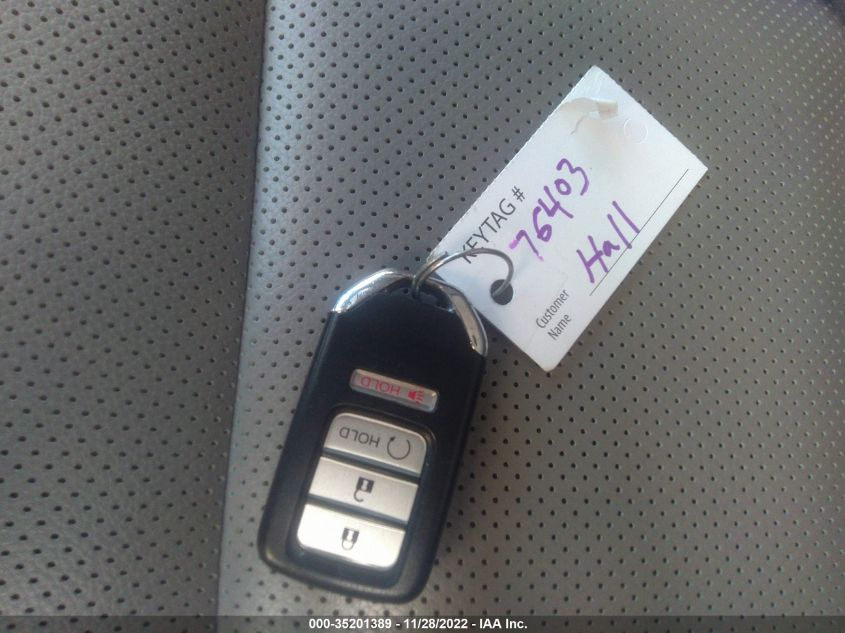 KEYTAG #
76403
Customer
Name
Hall
HOLD
HOLD
000-35201389 - 11/28/2022 - IAA Inc.